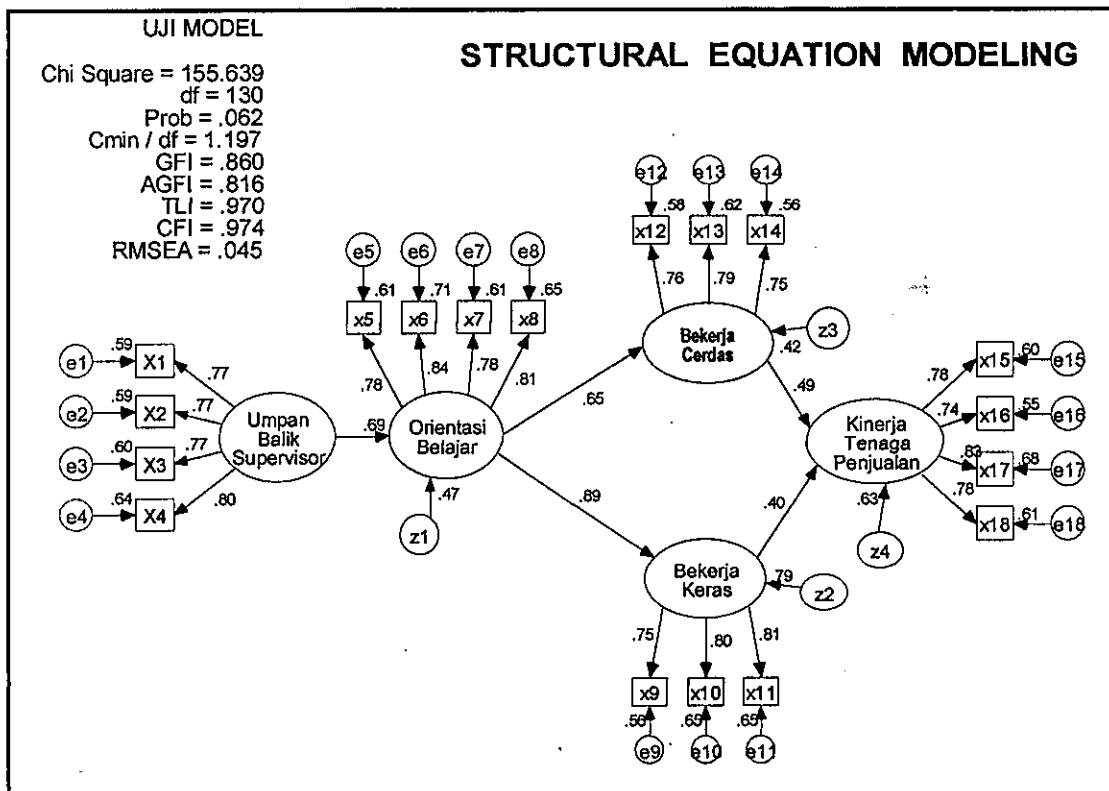 UJI MODEL
STRUCTURAL EQUATION MODELING
Chi Square = 155.639
df = 130
Prob = .062
Cmin / df = 1.197
GFI = .860
AGFI = .816
TLI = .970
CFI = .974
RMSEA = .045
e12 e13 e14
.58 .62 .56
x12 x13 x14
.76 .79 .75
e5 e6 e7 e8
.61 .71 .61 .65
x5 x6 x7 x8
.78 .84 .78 .81
Bekerja
Cerdas
z3
.42
e1 .59 X1 .77
e2 .59 X2 .77
e3 .60 X3 .77
e4 .64 X4 .80
Umpan
Balik
Supervisor
.69
Orientasi
Belajar
.47
z1
.65
.89
.49
.40
Kinerja
Tenaga
Penjualan
.63
z4
.78 x15 .60 e15
.74 x16 .55 e16
.83 x17 .68 e17
.78 x18 .61 e18
Bekerja
Keras
.79
z2
.75 .80 .81
x9 x10 x11
.56 .65 .65
e9 e10 e11